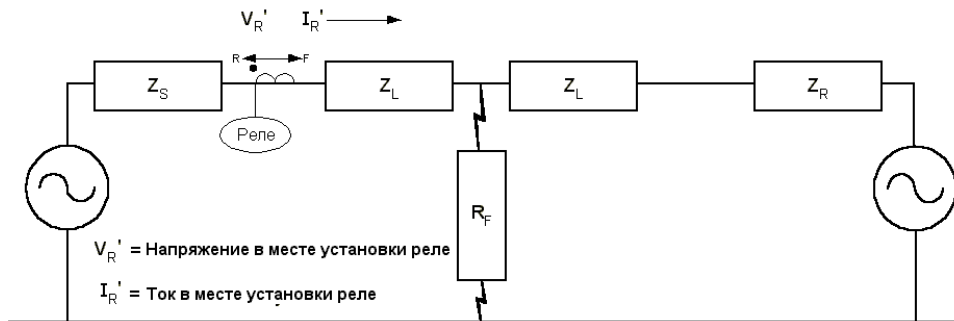 V_R' I_R'
R F
Z_S
Z_L
Z_L
Z_R
Реле
R_F
V_R' = Напряжение в месте установки реле
I_R' = Ток в месте установки реле